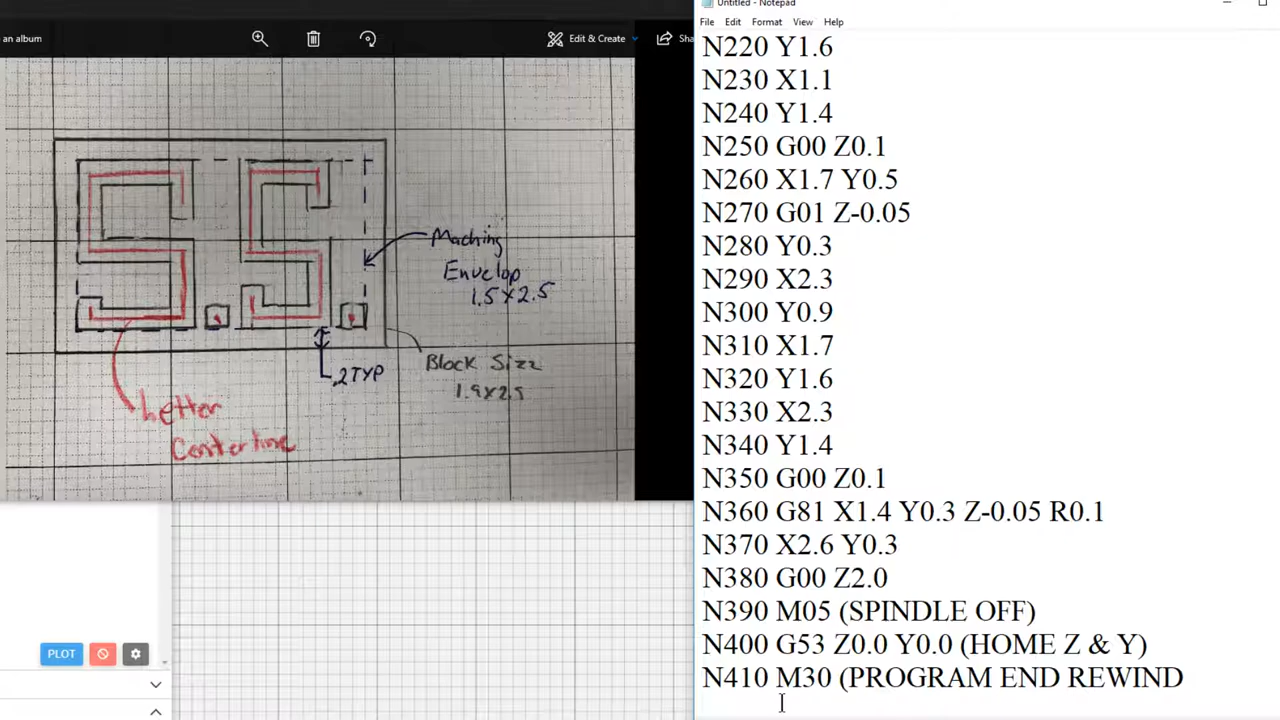 Untitled - Notepad
an album
Edit & Create
Sha
File Edit Format View Help
N220 Y1.6
N230 X1.1
N240 Y1.4
N250 G00 Z0.1
N260 X1.7 Y0.5
N270 G01 Z-0.05
N280 Y0.3
N290 X2.3
N300 Y0.9
N310 X1.7
N320 Y1.6
N330 X2.3
N340 Y1.4
N350 G00 Z0.1
N360 G81 X1.4 Y0.3 Z-0.05 R0.1
N370 X2.6 Y0.3
N380 G00 Z2.0
N390 M05 (SPINDLE OFF)
N400 G53 Z0.0 Y0.0 (HOME Z & Y)
N410 M30 (PROGRAM END REWIND
Maching
Envelop
1.5X2.5
Block Size
1.9X2.9
.2TYP
Letter
Centerline
PLOT